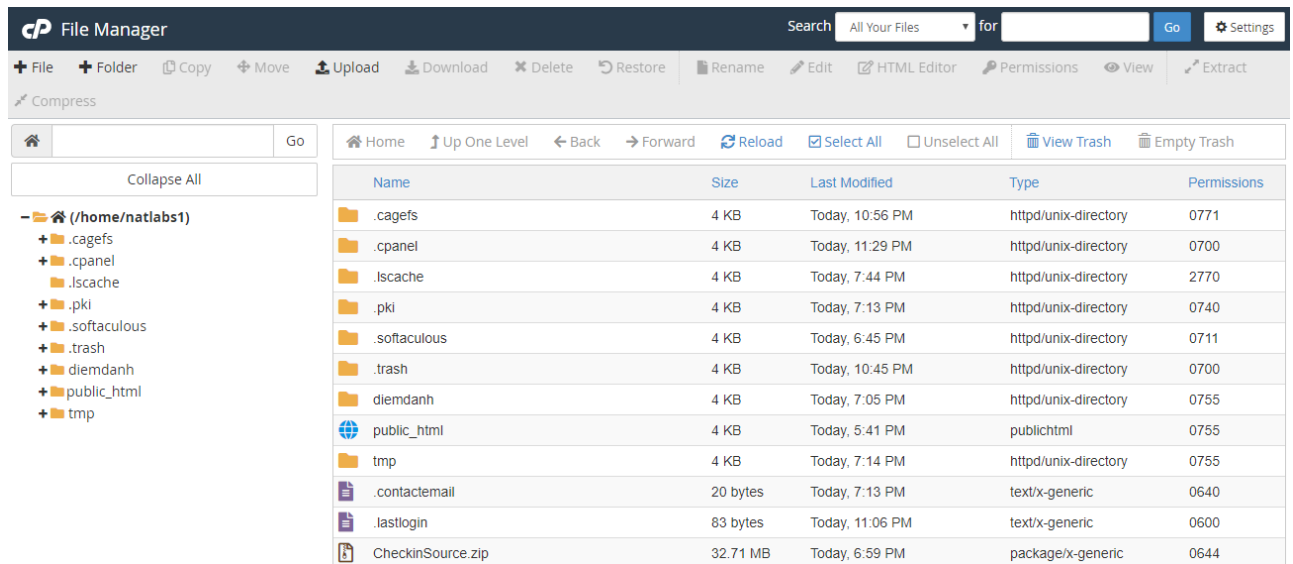 cP File Manager Search All Your Files for Go Settings
File Folder Copy Move Upload Download Delete Restore Rename Edit HTML Editor Permissions View Extract
Compress
Go
Collapse All
(/home/natlabs1)
.cagefs
.cpanel
.lscache
.pki
.softaculous
.trash
diemdanh
public_html
tmp
Home Up One Level Back Forward Reload Select All Unselect All View Trash Empty Trash
Name Size Last Modified Type Permissions
.cagefs 4 KB Today, 10:56 PM httpd/unix-directory 0771
.cpanel 4 KB Today, 11:29 PM httpd/unix-directory 0700
.lscache 4 KB Today, 7:44 PM httpd/unix-directory 2770
.pki 4 KB Today, 7:13 PM httpd/unix-directory 0740
.softaculous 4 KB Today, 6:45 PM httpd/unix-directory 0711
.trash 4 KB Today, 10:45 PM httpd/unix-directory 0700
diemdanh 4 KB Today, 7:05 PM httpd/unix-directory 0755
public_html 4 KB Today, 5:41 PM publichtml 0755
tmp 4 KB Today, 7:14 PM httpd/unix-directory 0755
.contactemail 20 bytes Today, 7:13 PM text/x-generic 0640
.lastlogin 83 bytes Today, 11:06 PM text/x-generic 0600
CheckinSource.zip 32.71 MB Today, 6:59 PM package/x-generic 0644